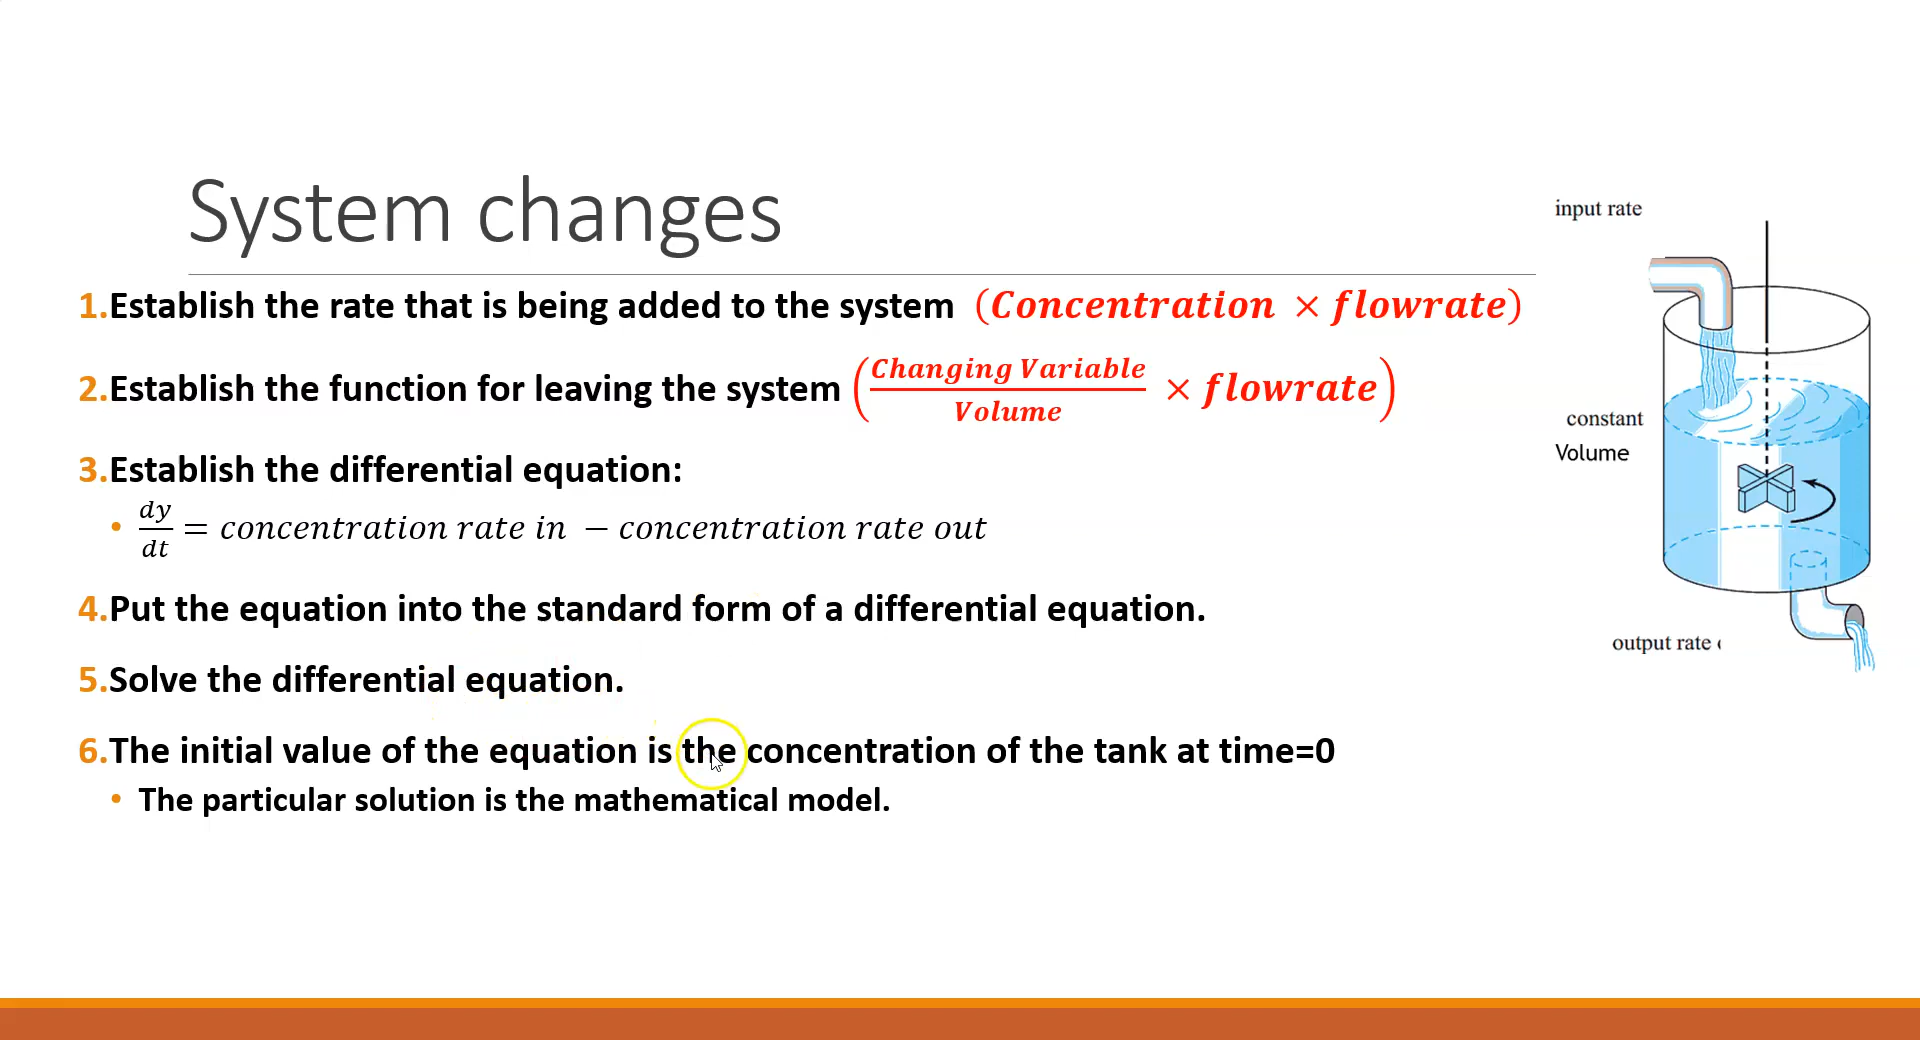 System changes
input rate
1.Establish the rate that is being added to the system (Concentration × flowrate)
2.Establish the function for leaving the system (Changing Variable / Volume × flowrate)
constant
Volume
3.Establish the differential equation:
• dy/dt = concentration rate in − concentration rate out
4.Put the equation into the standard form of a differential equation.
output rate
5.Solve the differential equation.
6.The initial value of the equation is the concentration of the tank at time=0
• The particular solution is the mathematical model.